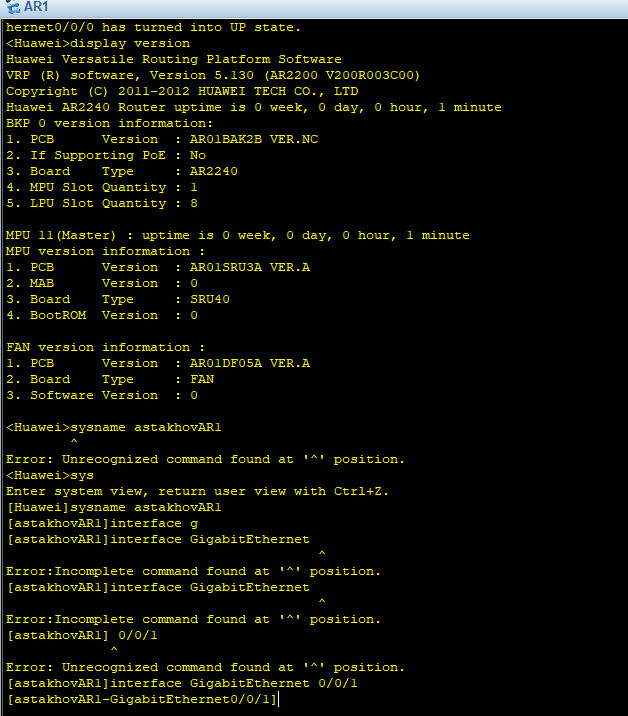 AR1
hernet0/0/0 has turned into UP state.
<Huawei>display version
Huawei Versatile Routing Platform Software
VRP (R) software, Version 5.130 (AR2200 V200R003C00)
Copyright (C) 2011-2012 HUAWEI TECH CO., LTD
Huawei AR2240 Router uptime is 0 week, 0 day, 0 hour, 1 minute
BKP 0 version information:
1. PCB      Version  : AR01BAK2B VER.NC
2. If Supporting PoE : No
3. Board    Type     : AR2240
4. MPU Slot Quantity : 1
5. LPU Slot Quantity : 8

MPU 11(Master) : uptime is 0 week, 0 day, 0 hour, 1 minute
MPU version information :
1. PCB      Version  : AR01SRU3A VER.A
2. MAB      Version  : 0
3. Board    Type     : SRU40
4. BootROM  Version  : 0

FAN version information :
1. PCB      Version  : AR01DF05A VER.A
2. Board    Type     : FAN
3. Software Version  : 0

<Huawei>sysname astakhovAR1
        ^
Error: Unrecognized command found at '^' position.
<Huawei>sys
Enter system view, return user view with Ctrl+Z.
[Huawei]sysname astakhovAR1
[astakhovAR1]interface g
[astakhovAR1]interface GigabitEthernet
                                       ^
Error:Incomplete command found at '^' position.
[astakhovAR1]interface GigabitEthernet
                                       ^
Error:Incomplete command found at '^' position.
[astakhovAR1] 0/0/1
             ^
Error: Unrecognized command found at '^' position.
[astakhovAR1]interface GigabitEthernet 0/0/1
[astakhovAR1-GigabitEthernet0/0/1]